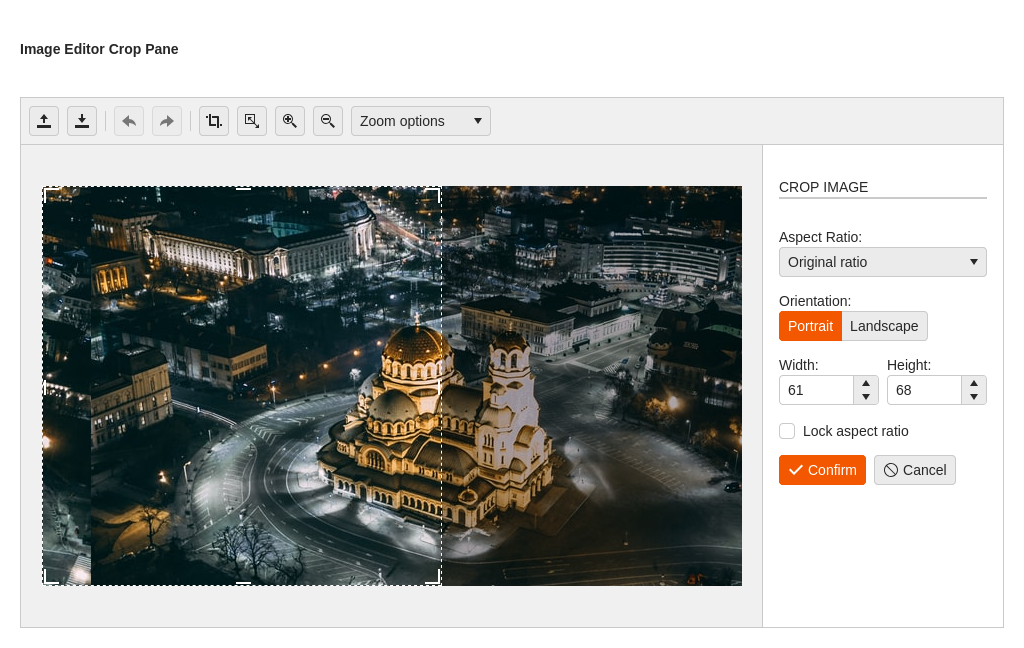 Image Editor Crop Pane
Zoom options
CROP IMAGE
Aspect Ratio:
Original ratio
Orientation:
Portrait Landscape
Width: Height:
61 68
Lock aspect ratio
Confirm Cancel